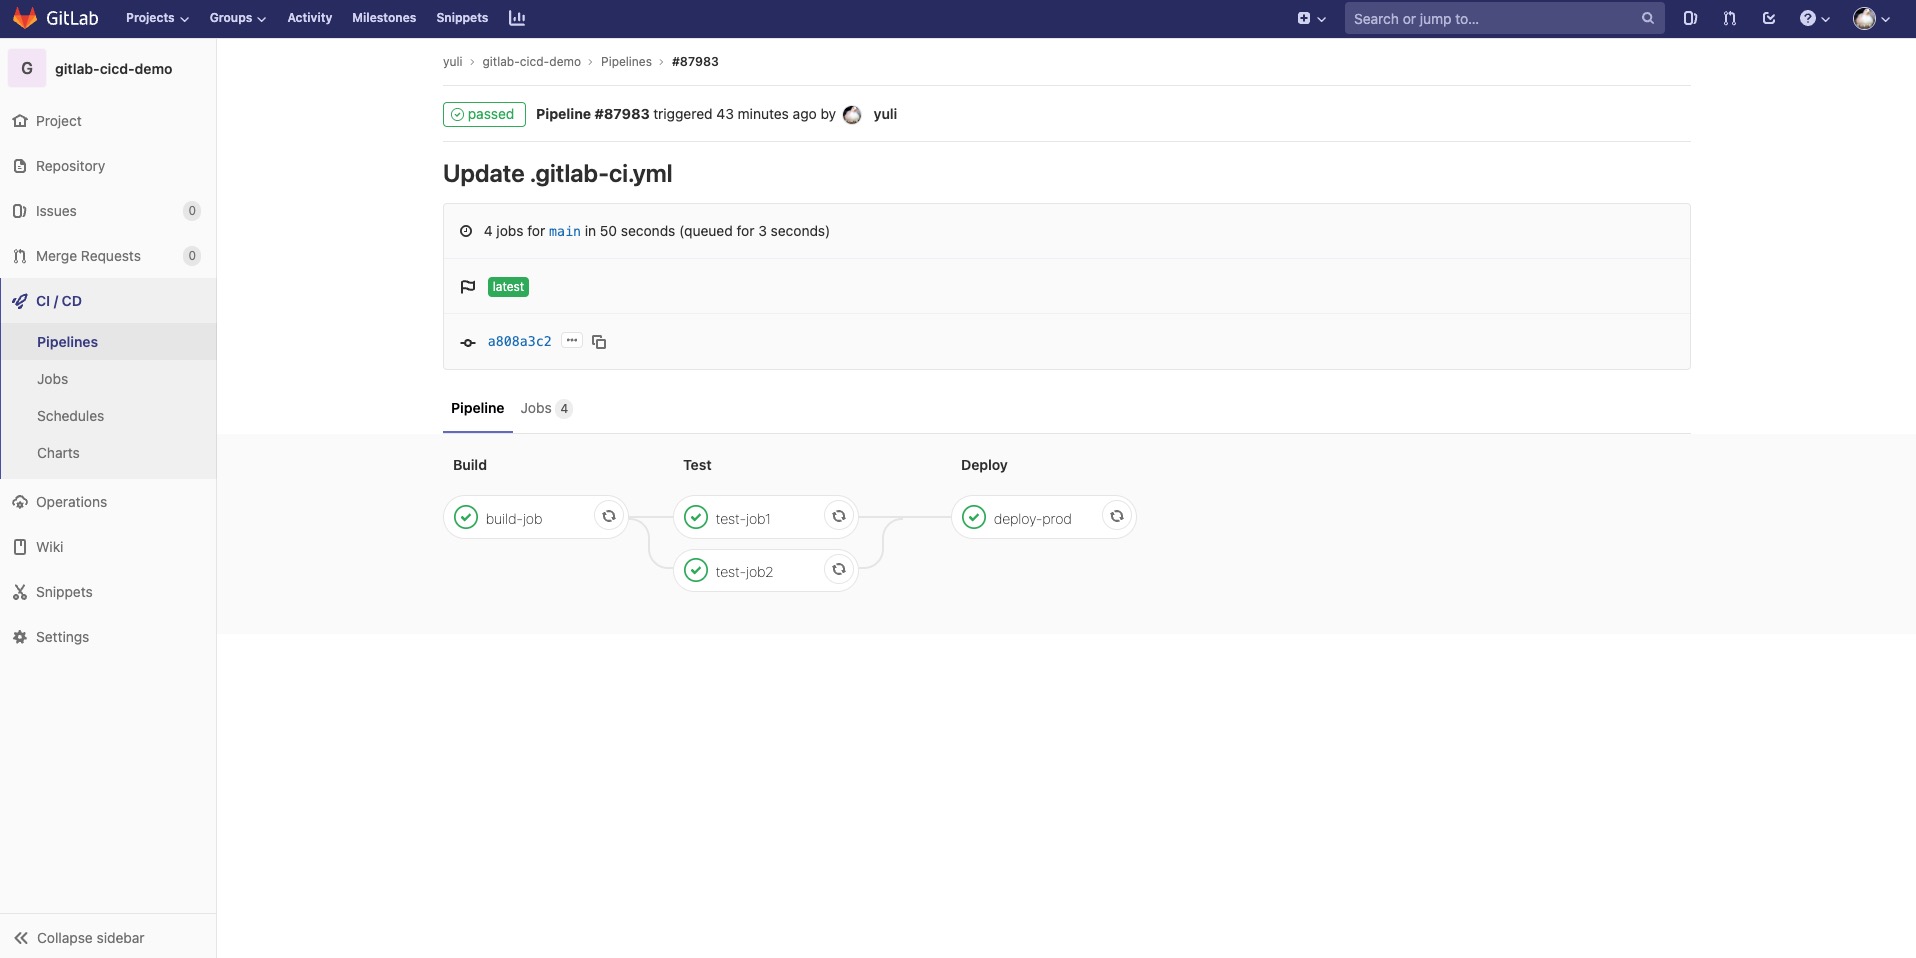 GitLab Projects Groups Activity Milestones Snippets Search or jump to...
G gitlab-cicd-demo
Project
Repository
Issues 0
Merge Requests 0
CI / CD
Pipelines
Jobs
Schedules
Charts
Operations
Wiki
Snippets
Settings
Collapse sidebar
yuli > gitlab-cicd-demo > Pipelines > #87983
passed Pipeline #87983 triggered 43 minutes ago by yuli
Update .gitlab-ci.yml
4 jobs for main in 50 seconds (queued for 3 seconds)
latest
a808a3c2 ...
Pipeline Jobs 4
Build Test Deploy
build-job test-job1 deploy-prod
test-job2